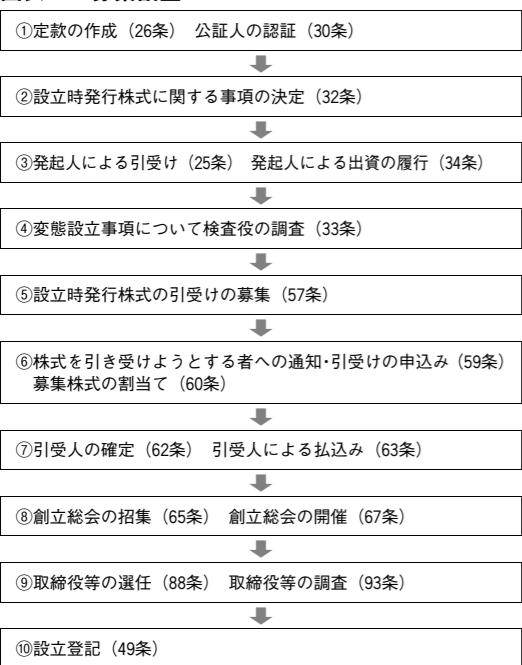 ①定款の作成（26条）　公証人の認証（30条）
②設立時発行株式に関する事項の決定（32条）
③発起人による引受け（25条）　発起人による出資の履行（34条）
④変態設立事項について検査役の調査（33条）
⑤設立時発行株式の引受けの募集（57条）
⑥株式を引き受けようとする者への通知・引受けの申込み（59条）
募集株式の割当て（60条）
⑦引受人の確定（62条）　引受人による払込み（63条）
⑧創立総会の招集（65条）　創立総会の開催（67条）
⑨取締役等の選任（88条）　取締役等の調査（93条）
⑩設立登記（49条）